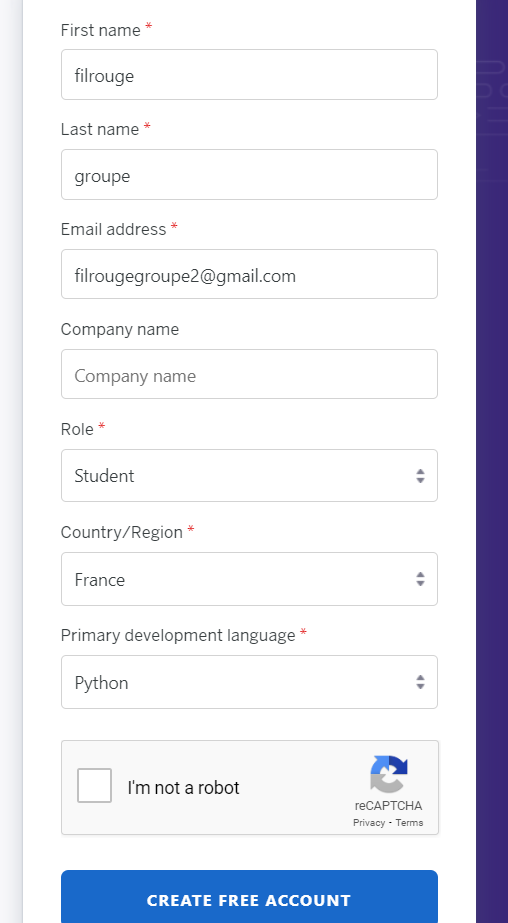 First name *
filrouge
Last name *
groupe
Email address *
filrougegroupe2@gmail.com
Company name
Company name
Role *
Student
Country/Region *
France
Primary development language *
Python
I'm not a robot
reCAPTCHA
Privacy - Terms
CREATE FREE ACCOUNT